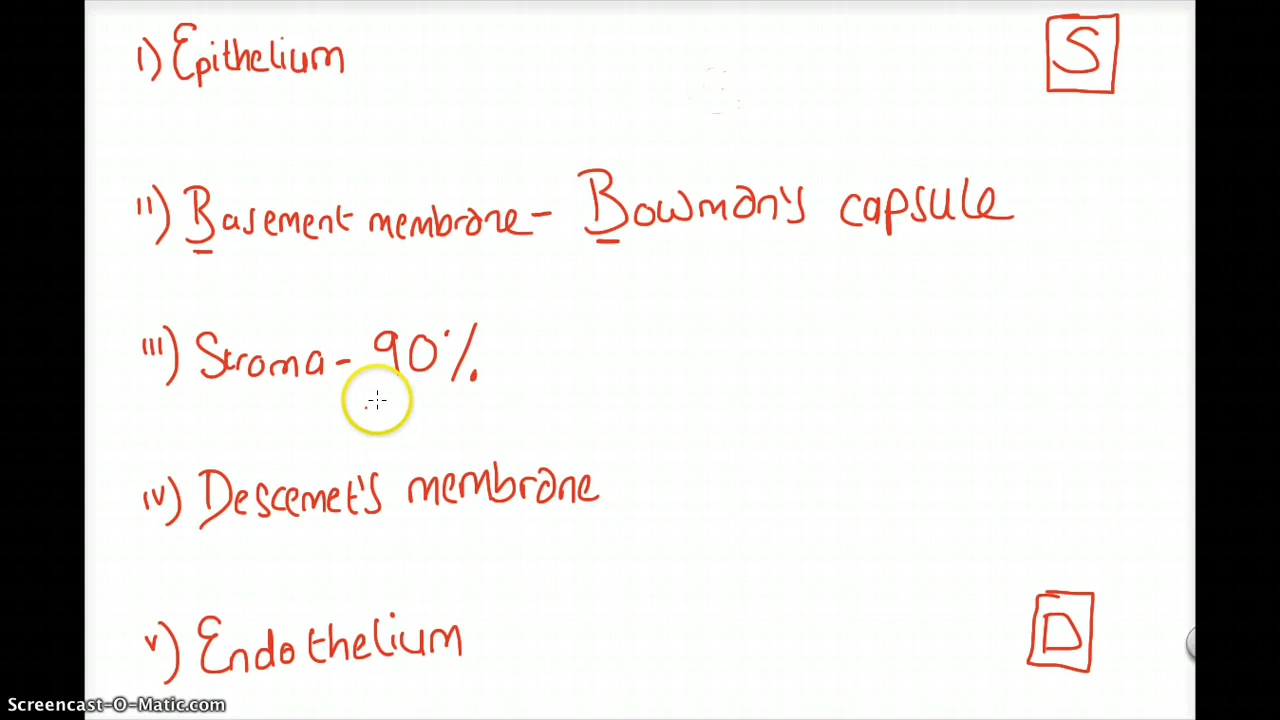 i) Epithelium
S
ii) Basement membrane - Bowman's capsule
iii) Stroma - 90%
iv) Descemet's membrane
v) Endothelium
D
Screencast-O-Matic.com